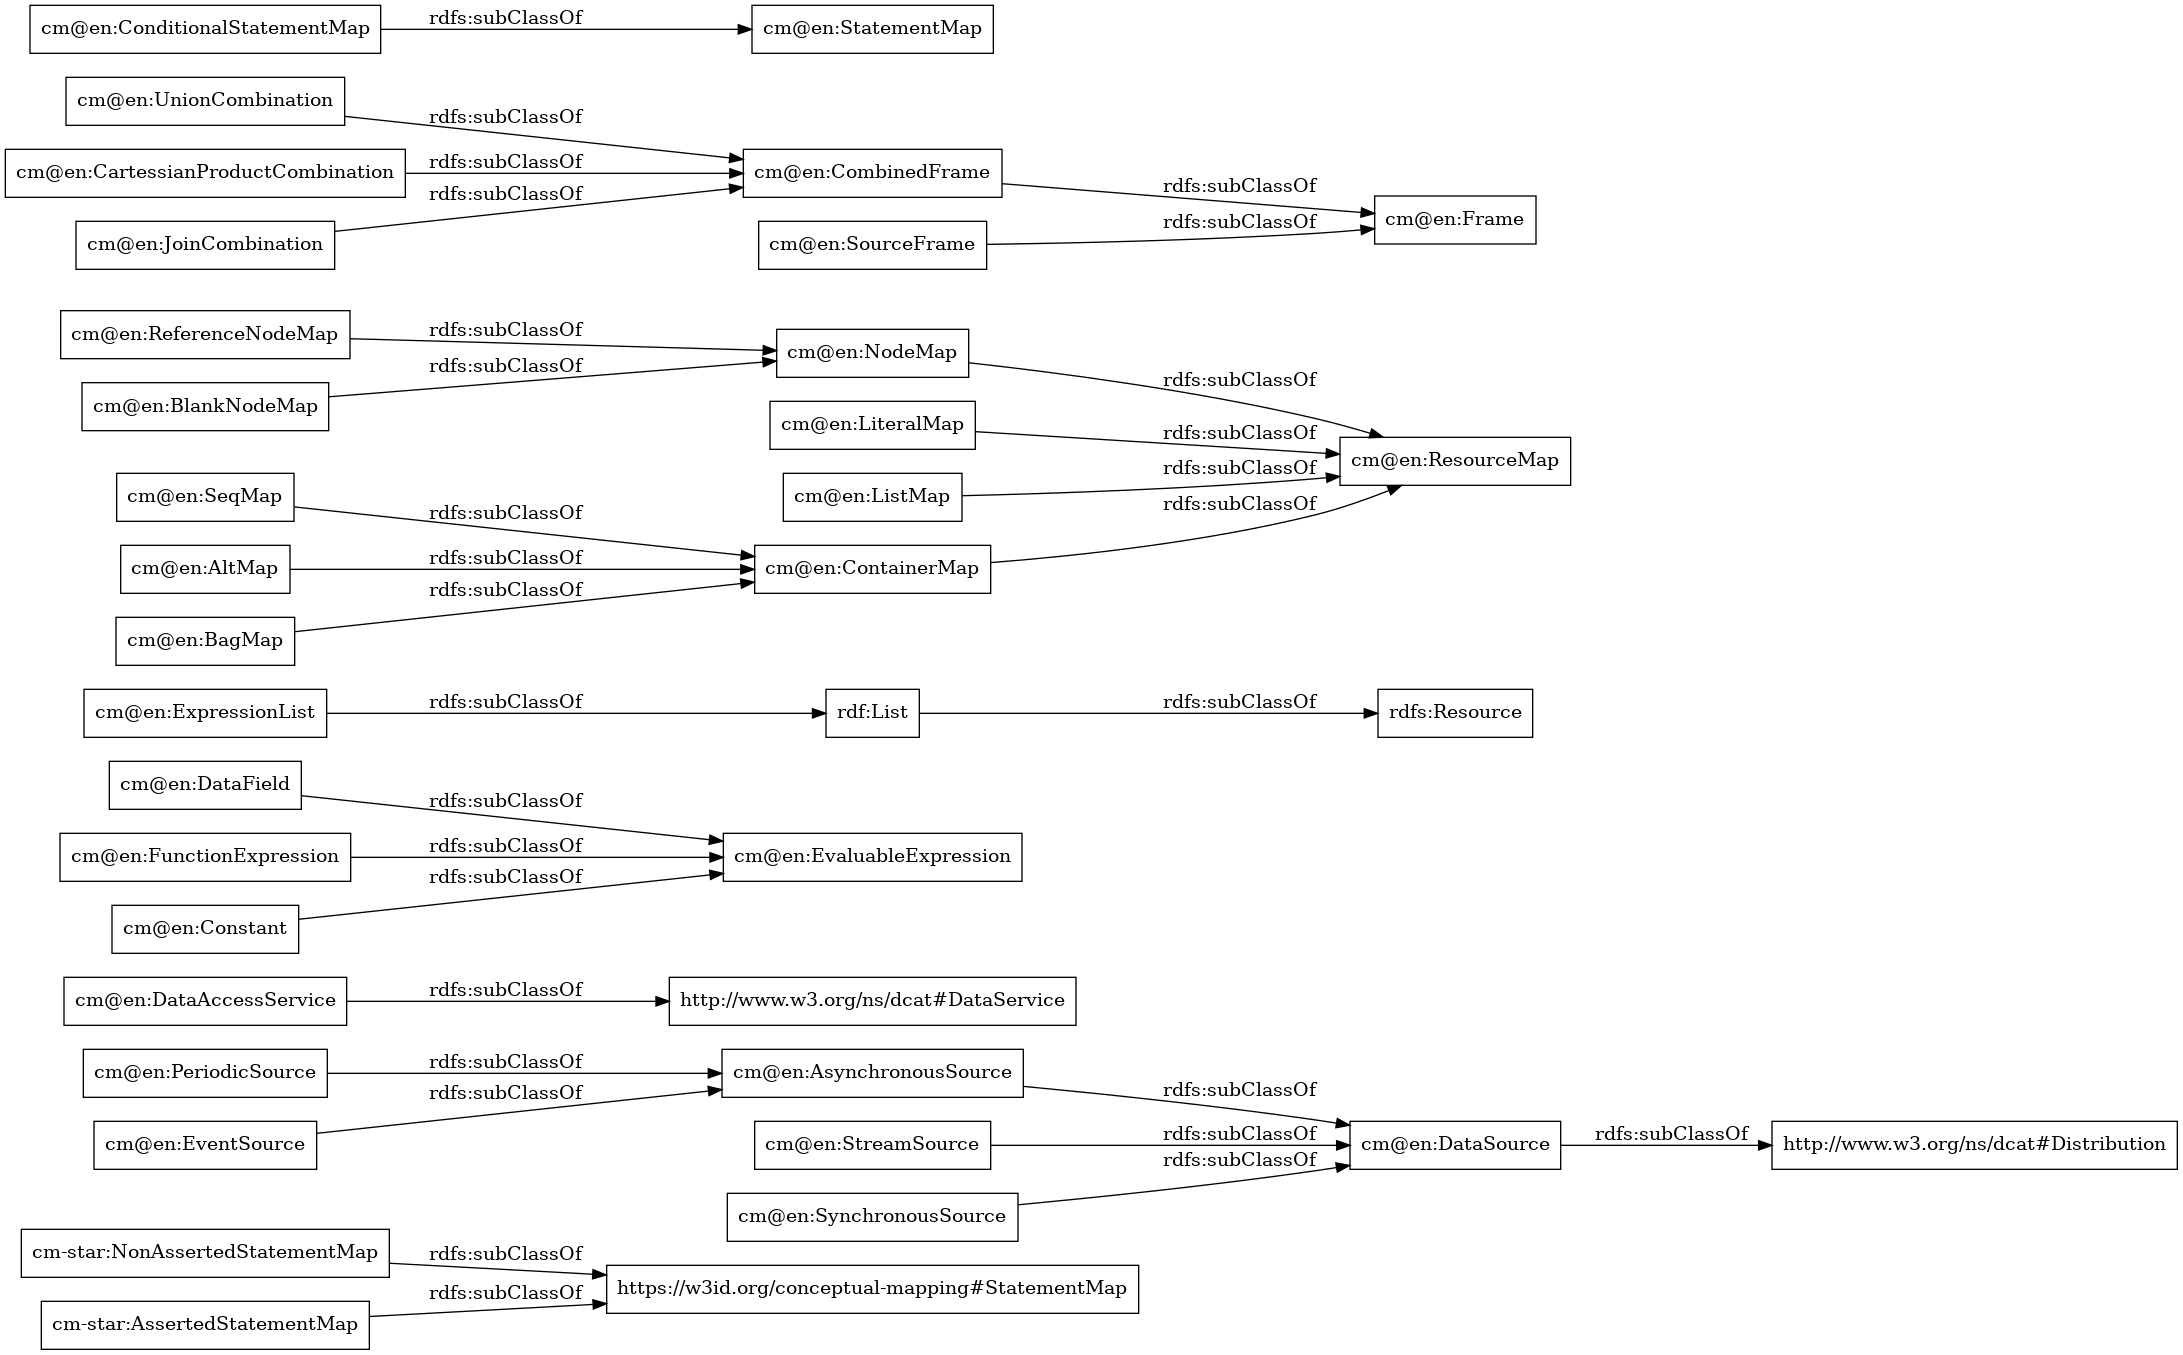 cm@en:ConditionalStatementMap
rdfs:subClassOf
cm@en:StatementMap
cm@en:UnionCombination
rdfs:subClassOf
cm@en:CartessianProductCombination
rdfs:subClassOf
cm@en:CombinedFrame
rdfs:subClassOf
cm@en:JoinCombination
rdfs:subClassOf
cm@en:SourceFrame
rdfs:subClassOf
cm@en:Frame
cm@en:ReferenceNodeMap
rdfs:subClassOf
cm@en:NodeMap
rdfs:subClassOf
cm@en:BlankNodeMap
rdfs:subClassOf
cm@en:LiteralMap
rdfs:subClassOf
cm@en:ResourceMap
cm@en:SeqMap
rdfs:subClassOf
cm@en:ListMap
rdfs:subClassOf
cm@en:AltMap
rdfs:subClassOf
cm@en:ContainerMap
rdfs:subClassOf
cm@en:BagMap
rdfs:subClassOf
cm@en:ExpressionList
rdfs:subClassOf
rdf:List
rdfs:subClassOf
rdfs:Resource
cm@en:DataField
rdfs:subClassOf
cm@en:FunctionExpression
rdfs:subClassOf
cm@en:EvaluableExpression
cm@en:Constant
rdfs:subClassOf
cm@en:DataAccessService
rdfs:subClassOf
http://www.w3.org/ns/dcat#DataService
cm@en:PeriodicSource
rdfs:subClassOf
cm@en:AsynchronousSource
rdfs:subClassOf
cm@en:EventSource
rdfs:subClassOf
cm@en:StreamSource
rdfs:subClassOf
cm@en:DataSource
rdfs:subClassOf
http://www.w3.org/ns/dcat#Distribution
cm@en:SynchronousSource
rdfs:subClassOf
cm-star:NonAssertedStatementMap
rdfs:subClassOf
https://w3id.org/conceptual-mapping#StatementMap
cm-star:AssertedStatementMap
rdfs:subClassOf